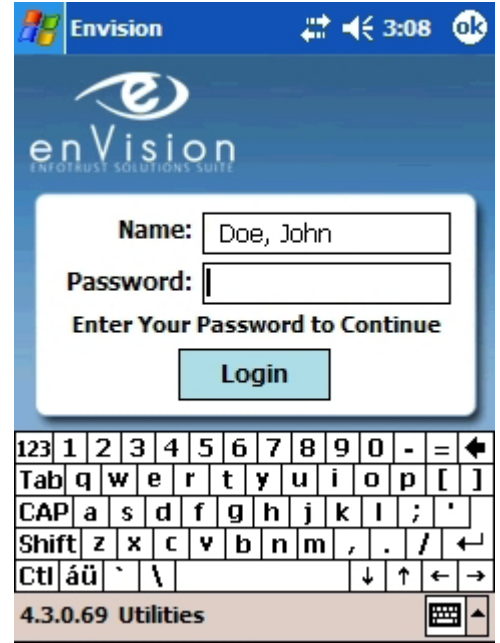 Envision 3:08 ok
e
enVision
ENFOTRUST SOLUTIONS SUITE
Name: Doe, John
Password:
Enter Your Password to Continue
Login
123 1 2 3 4 5 6 7 8 9 0 - =
Tab q w e r t y u i o p [ ]
CAP a s d f g h j k l ; '
Shift z x c v b n m , . /
Ctl áü ` \
4.3.0.69 Utilities